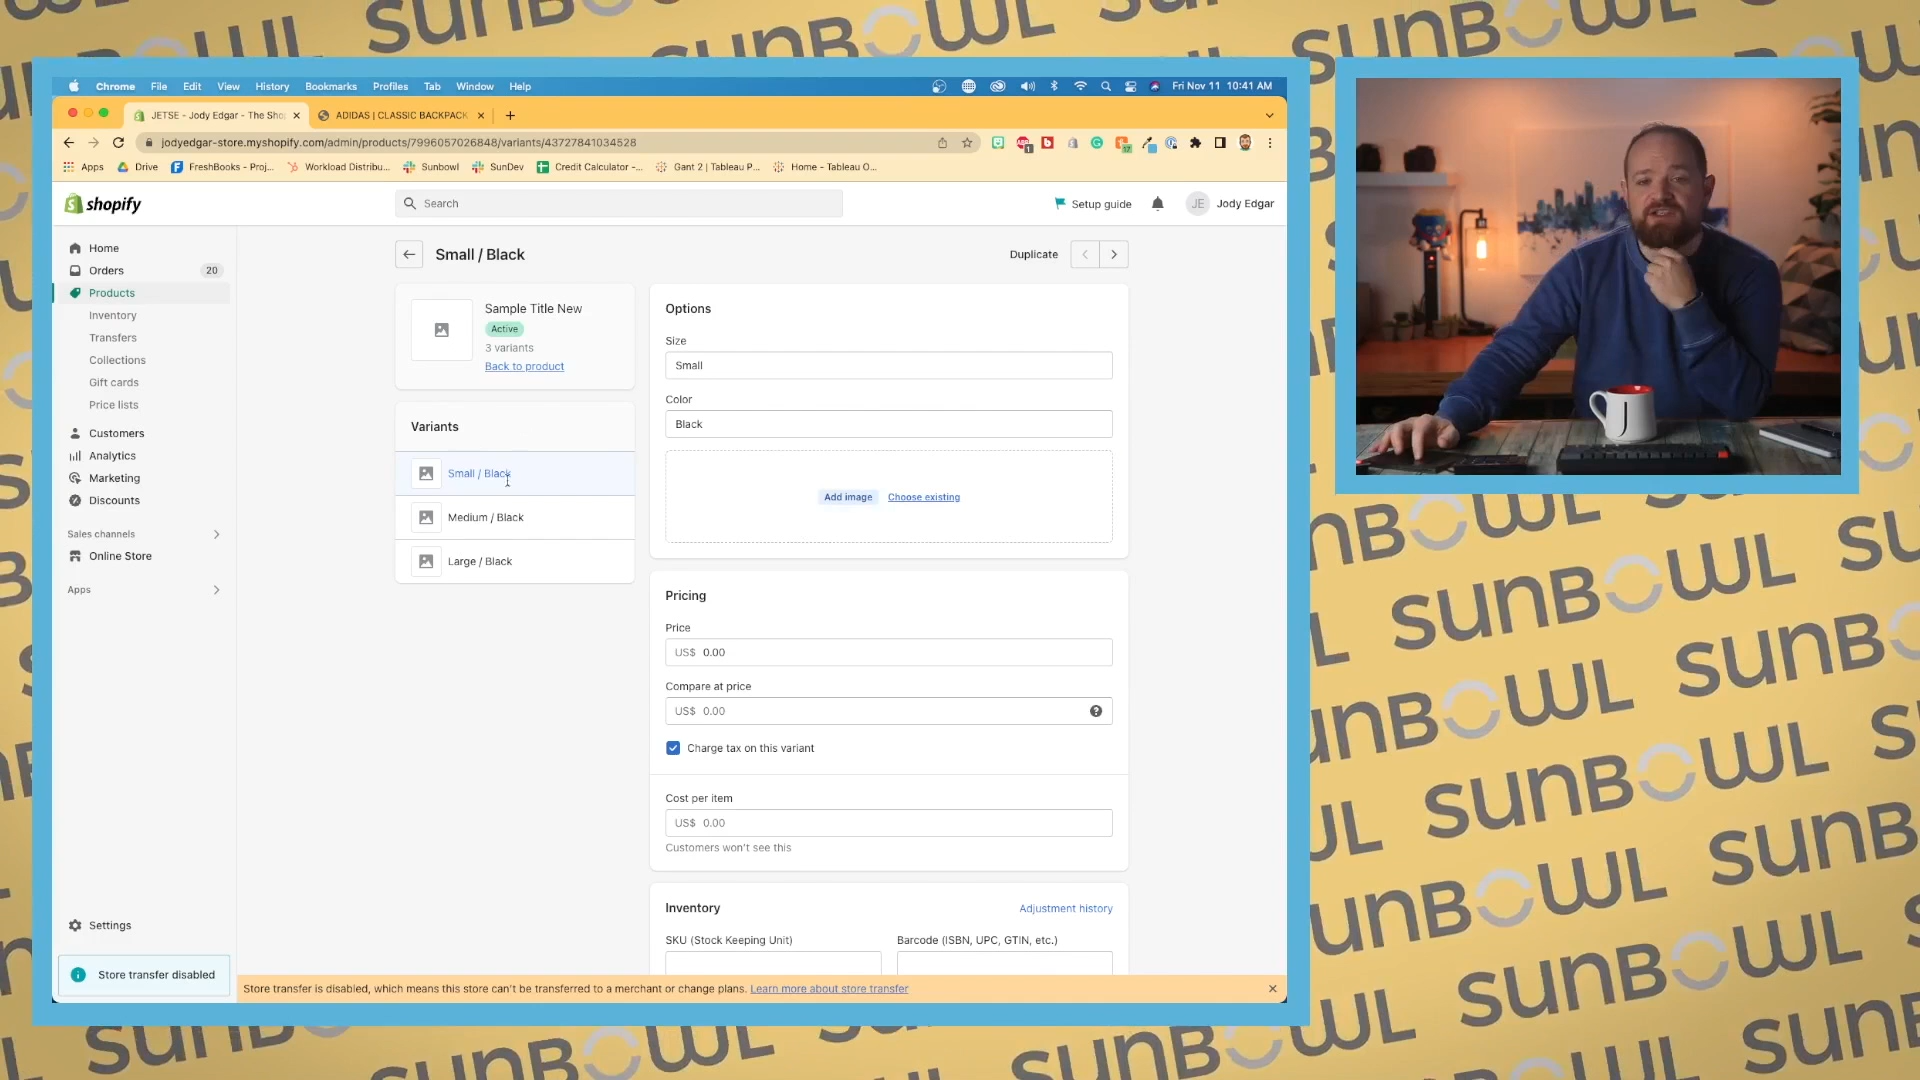 Chrome File Edit View History Bookmarks Profiles Tab Window Help Fri Nov 11 10:41 AM
JETSE - Jody Edgar - The Sho
ADIDAS | CLASSIC BACKPACK
jodyedgar-store.myshopify.com/admin/products/7996057026848/variants/43727841034528
Apps Drive FreshBooks - Proj... Workload Distribu... Sunbowl SunDev Credit Calculator -... Gant 2 | Tableau P... Home - Tableau O...
shopify
Search
Setup guide
JE Jody Edgar
Home
Orders 20
Products
Inventory
Transfers
Collections
Gift cards
Price lists
Customers
Analytics
Marketing
Discounts
Sales channels
Online Store
Apps
Settings
Store transfer disabled
Small / Black
Duplicate
Sample Title New
Active
3 variants
Back to product
Variants
Small / Black
Medium / Black
Large / Black
Options
Size
Small
Color
Black
Add image Choose existing
Pricing
Price
US$ 0.00
Compare at price
US$ 0.00
Charge tax on this variant
Cost per item
US$ 0.00
Customers won't see this
Inventory
Adjustment history
SKU (Stock Keeping Unit)
Barcode (ISBN, UPC, GTIN, etc.)
Store transfer is disabled, which means this store can't be transferred to a merchant or change plans. Learn more about store transfer
J
SUNBOWL